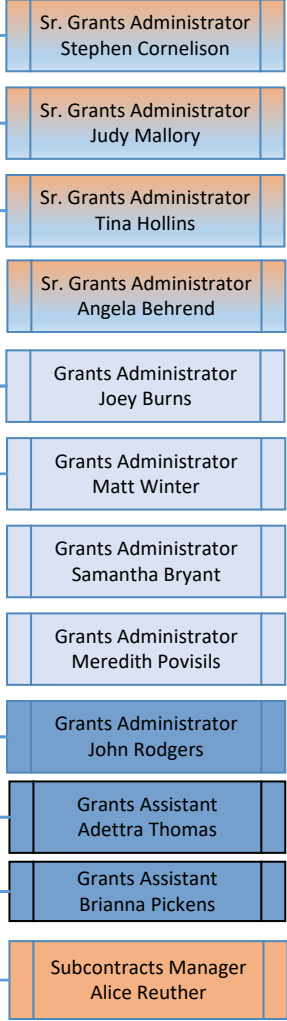 Sr. Grants Administrator
Stephen Cornelison
Sr. Grants Administrator
Judy Mallory
Sr. Grants Administrator
Tina Hollins
Sr. Grants Administrator
Angela Behrend
Grants Administrator
Joey Burns
Grants Administrator
Matt Winter
Grants Administrator
Samantha Bryant
Grants Administrator
Meredith Povisils
Grants Administrator
John Rodgers
Grants Assistant
Adettra Thomas
Grants Assistant
Brianna Pickens
Subcontracts Manager
Alice Reuther